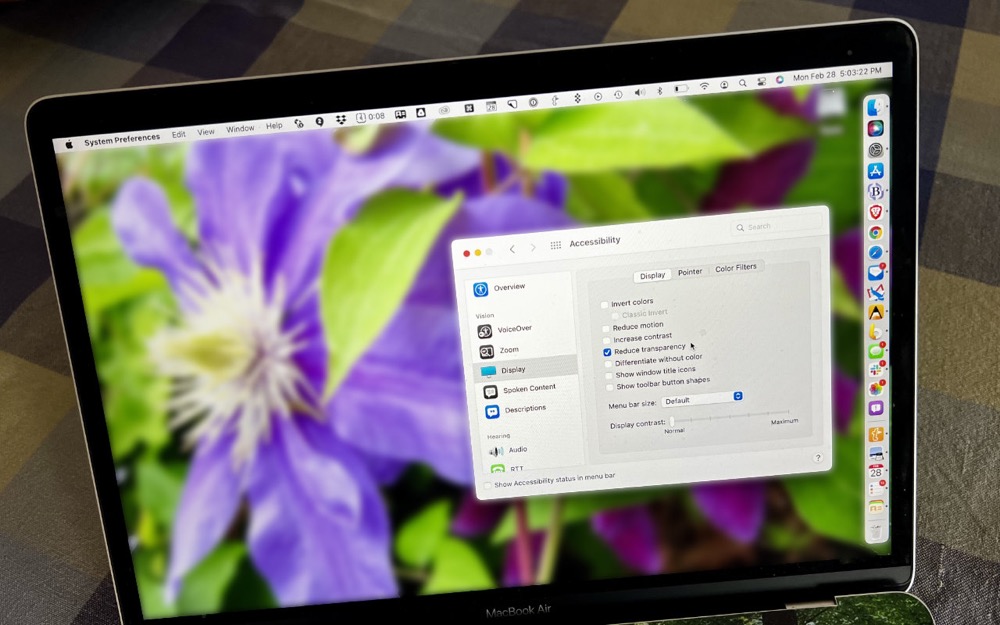 System Preferences Edit View Window Help 0:08 28 Mon Feb 28 5:03:22 PM
Accessibility
Search
Overview
Vision
VoiceOver
Zoom
Display
Spoken Content
Descriptions
Hearing
Audio
RTT
Display Pointer Color Filters
Invert colors
Classic Invert
Reduce motion
Increase contrast
Reduce transparency
Differentiate without color
Show window title icons
Show toolbar button shapes
Menu bar size: Default
Display contrast:
Normal Maximum
Show Accessibility status in menu bar
?
28
MacBook Air